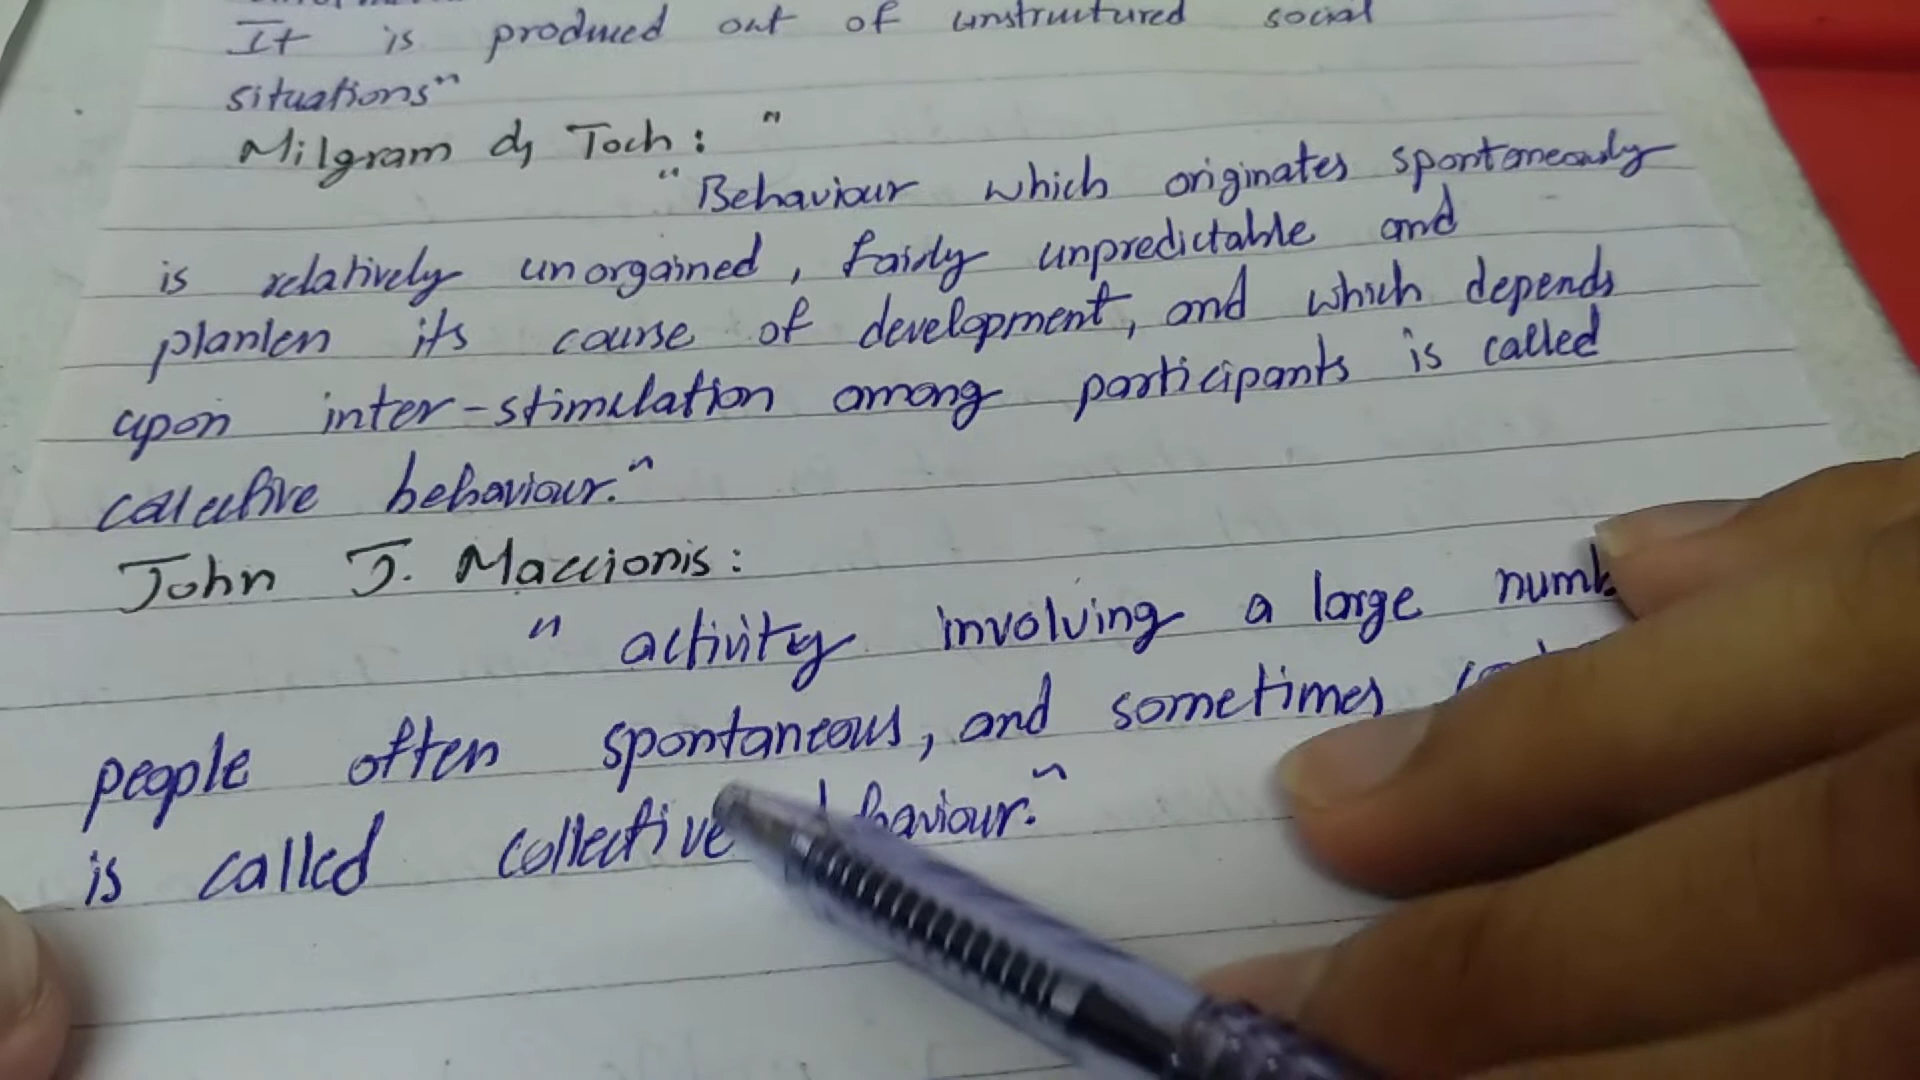 It is produced out of unstructured social
situations"
Milgram & Toch: "
"Behaviour which originates spontaneously
is relatively unorgained, fairly unpredictable and
planlen its course of development, and which depends
upon inter-stimulation among participants is called
collective behaviour."
John J. Maccionis:
" activity involving a large
people often spontaneous, and sometimes
is called collective